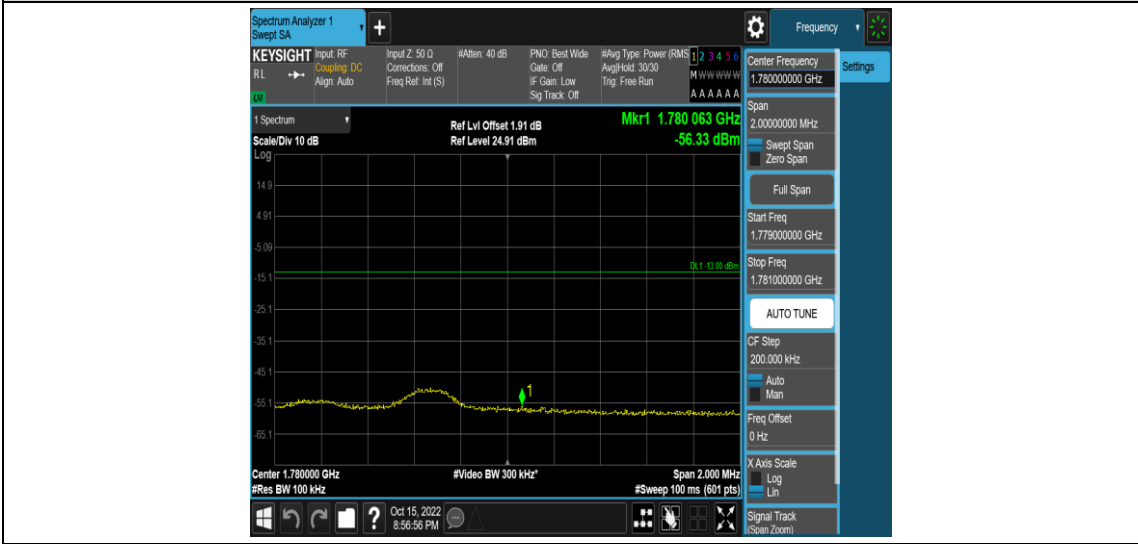 Spectrum Analyzer 1
Swept SA
+
Frequency
KEYSIGHT
RL
LNI
Input: RF
Coupling: DC
Align: Auto
Input Z: 50 Ω
Corrections: Off
Freq Ref: Int (S)
#Atten: 40 dB
PNO: Best Wide
Gate: Off
IF Gain: Low
Sig Track: Off
#Avg Type: Power (RMS
Avg|Hold: 30/30
Trig: Free Run
1 2 3 4 5 6
M W W W W W
A A A A A A
1 Spectrum
Scale/Div 10 dB
Ref Lvl Offset 1.91 dB
Ref Level 24.91 dBm
Mkr1 1.780 063 GHz
-56.33 dBm
Log
14.9
4.91
-5.09
-15.1
-25.1
-35.1
-45.1
-55.1
-65.1
DL1 -13.00 dBm
1
Center 1.780000 GHz
#Res BW 100 kHz
#Video BW 300 kHz*
Span 2.000 MHz
#Sweep 100 ms (601 pts)
?
Oct 15, 2022
8:56:56 PM
Center Frequency
1.780000000 GHz
Span
2.00000000 MHz
Swept Span
Zero Span
Full Span
Start Freq
1.779000000 GHz
Stop Freq
1.781000000 GHz
AUTO TUNE
CF Step
200.000 kHz
Auto
Man
Freq Offset
0 Hz
X Axis Scale
Log
Lin
Signal Track
(Span Zoom)
Settings